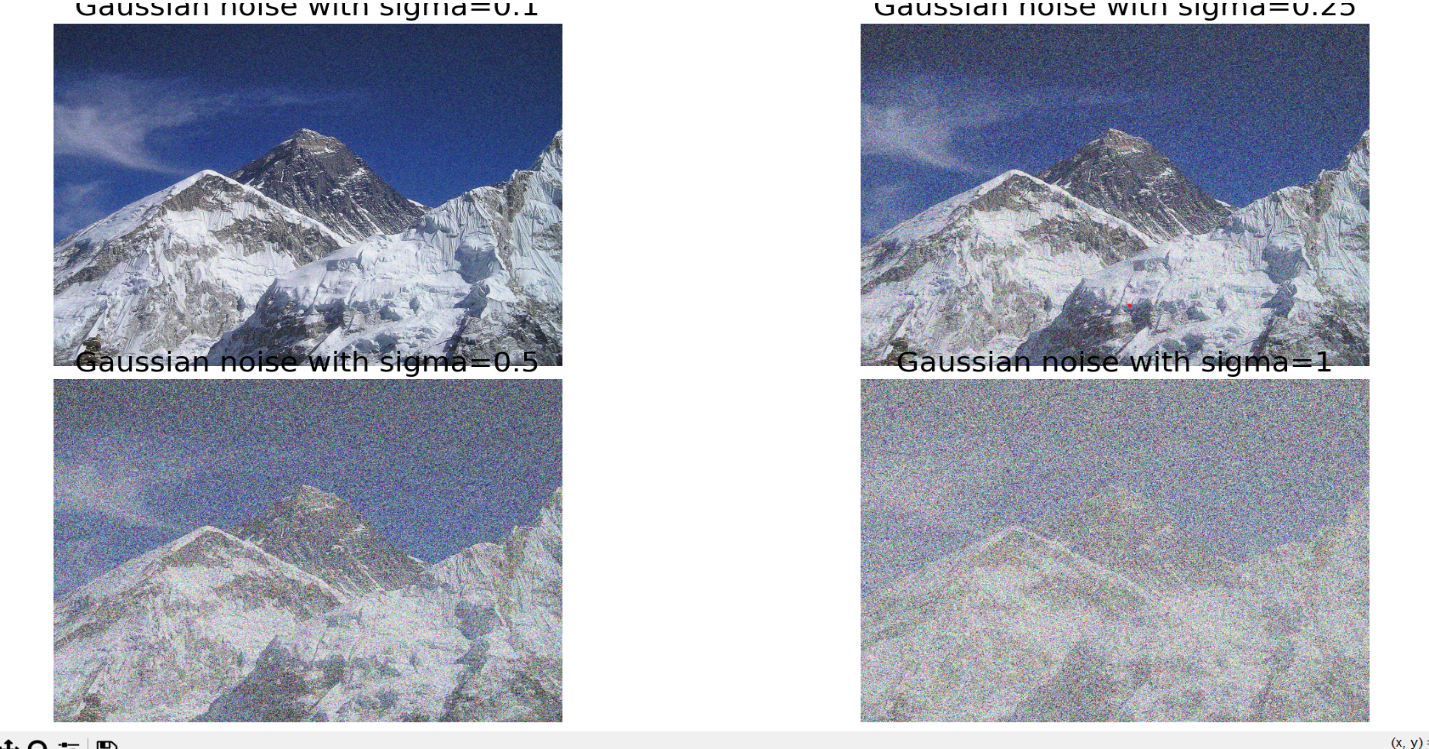 Gaussian noise with sigma=0.1
Gaussian noise with sigma=0.25
Gaussian noise with sigma=0.5
Gaussian noise with sigma=1
(x, y)